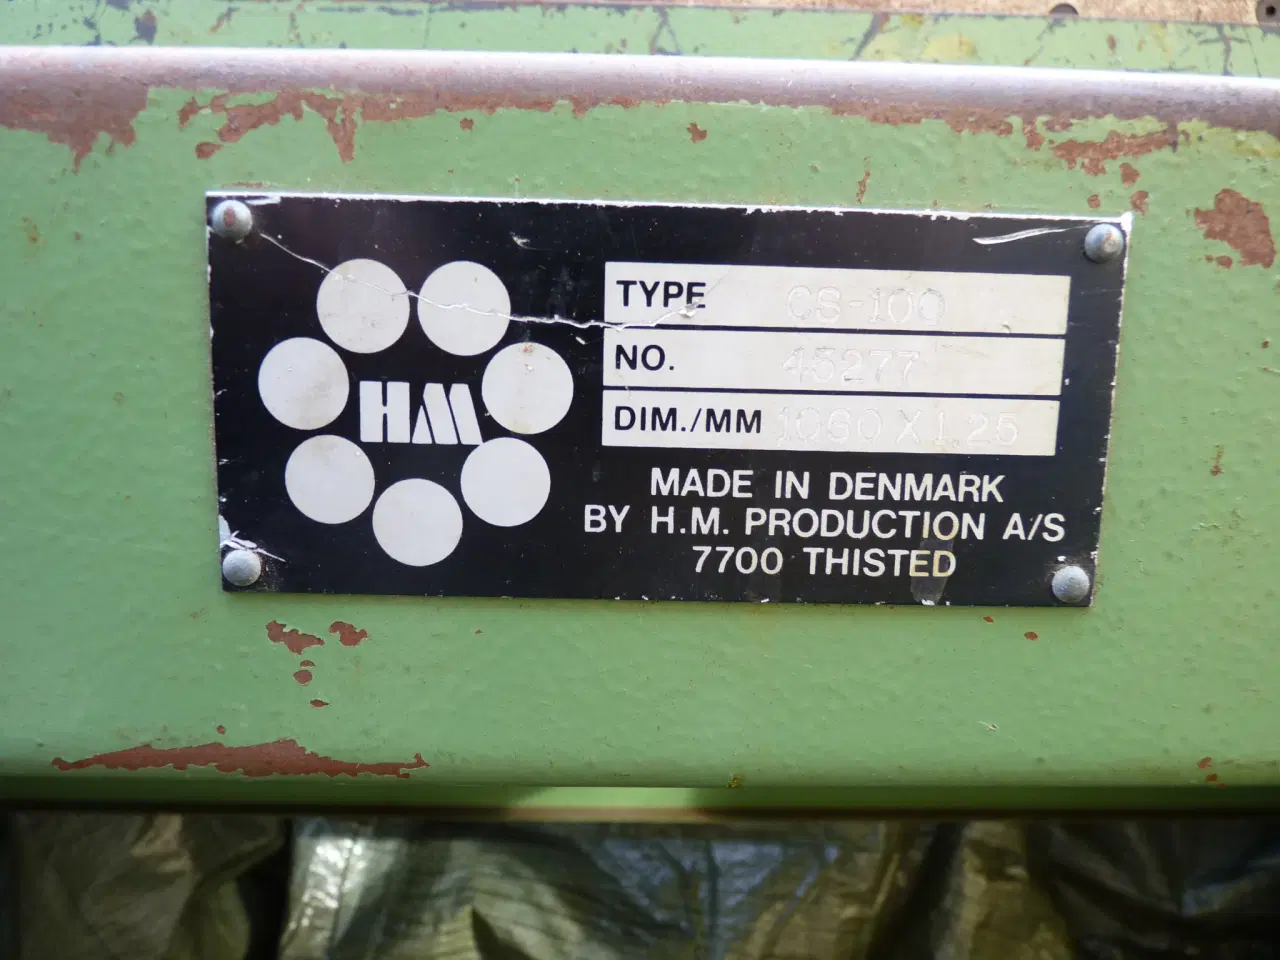 HM
TYPE CS-100
NO. 45277
DIM./MM 1060 X 1.25
MADE IN DENMARK
BY H.M. PRODUCTION A/S
7700 THISTED